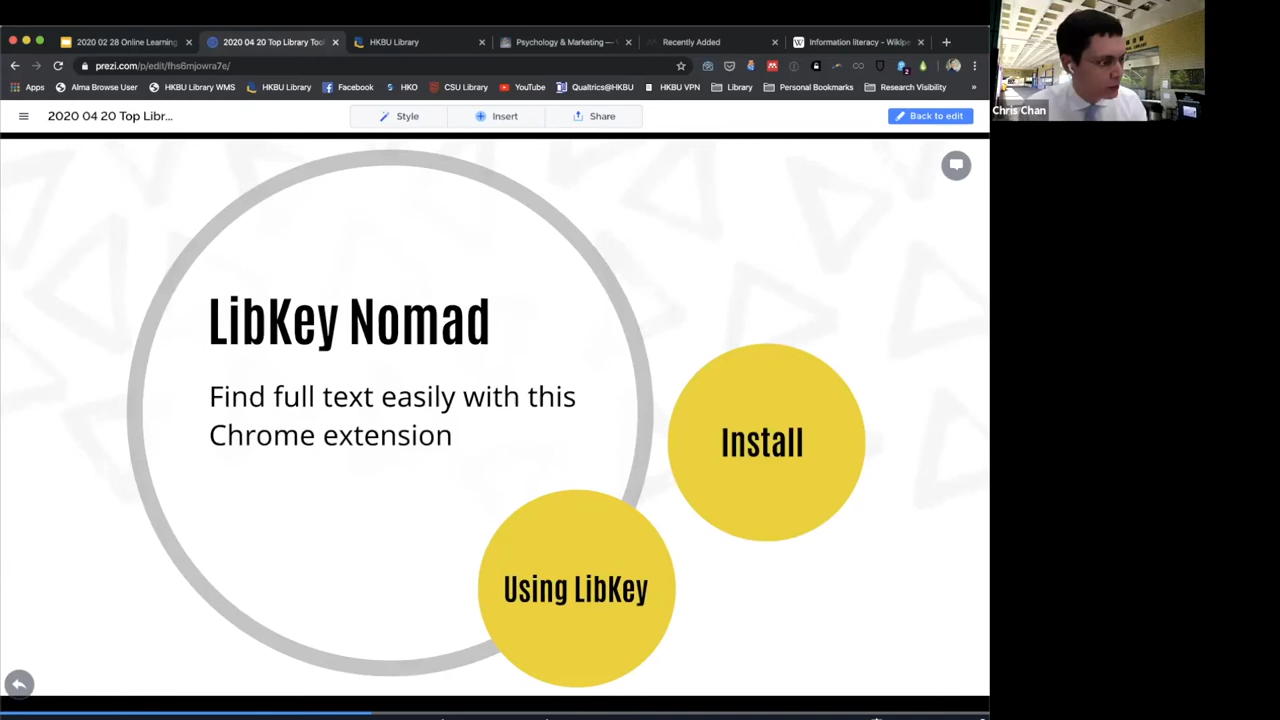 2020 02 28 Online Learning
2020 04 20 Top Library Too
HKBU Library
Psychology & Marketing —
Recently Added
Information literacy - Wikipe
prezi.com/p/edit/fhs6mjowra7e/
Apps
Alma Browse User
HKBU Library WMS
HKBU Library
Facebook
HKO
CSU Library
YouTube
Qualtrics@HKBU
HKBU VPN
Library
Personal Bookmarks
Research Visibility
2020 04 20 Top Libr...
Style
Insert
Share
Back to edit
Chris Chan
LibKey Nomad
Find full text easily with this
Chrome extension
Install
Using LibKey